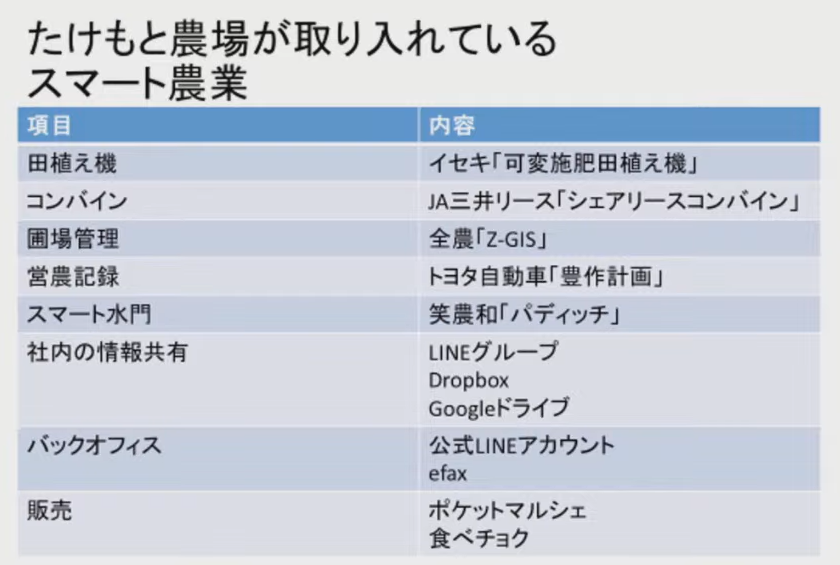 たけもと農場が取り入れている
スマート農業
項目 内容
田植え機 イセキ「可変施肥田植え機」
コンバイン JA三井リース「シェアリースコンバイン」
圃場管理 全農「Z-GIS」
営農記録 トヨタ自動車「豊作計画」
スマート水門 笑農和「パディッチ」
社内の情報共有 LINEグループ
Dropbox
Googleドライブ
バックオフィス 公式LINEアカウント
efax
販売 ポケットマルシェ
食べチョク